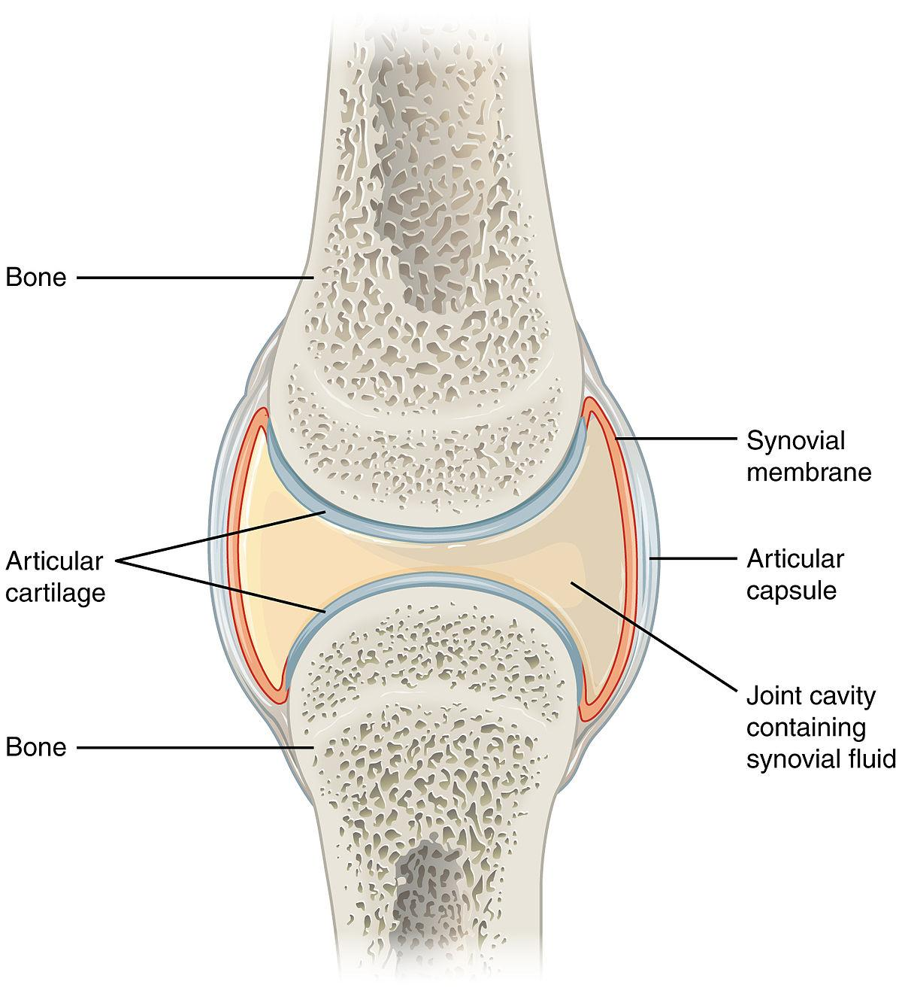 Bone
Synovial
membrane
Articular
cartilage
Articular
capsule
Joint cavity
containing
synovial fluid
Bone